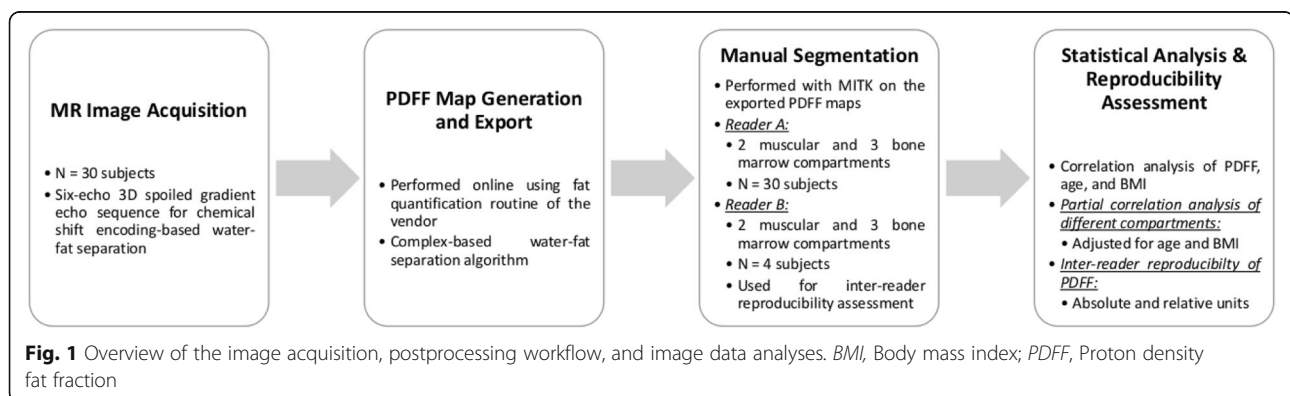 MR Image Acquisition
• N = 30 subjects
• Six-echo 3D spoiled gradient
echo sequence for chemical
shift encoding-based water-
fat separation
PDFF Map Generation
and Export
• Performed online using fat
quantification routine of the
vendor
• Complex-based water-fat
separation algorithm
Manual Segmentation
• Performed with MITK on the
exported PDFF maps
• Reader A:
• 2 muscular and 3 bone
marrow compartments
• N = 30 subjects
• Reader B:
• 2 muscular and 3 bone
marrow compartments
• N = 4 subjects
• Used for inter-reader
reproducibility assessment
Statistical Analysis &
Reproducibility
Assessment
• Correlation analysis of PDFF,
age, and BMI
• Partial correlation analysis of
different compartments:
• Adjusted for age and BMI
• Inter-reader reproducibilty of
PDFF:
• Absolute and relative units
Fig. 1 Overview of the image acquisition, postprocessing workflow, and image data analyses. BMI, Body mass index; PDFF, Proton density
fat fraction